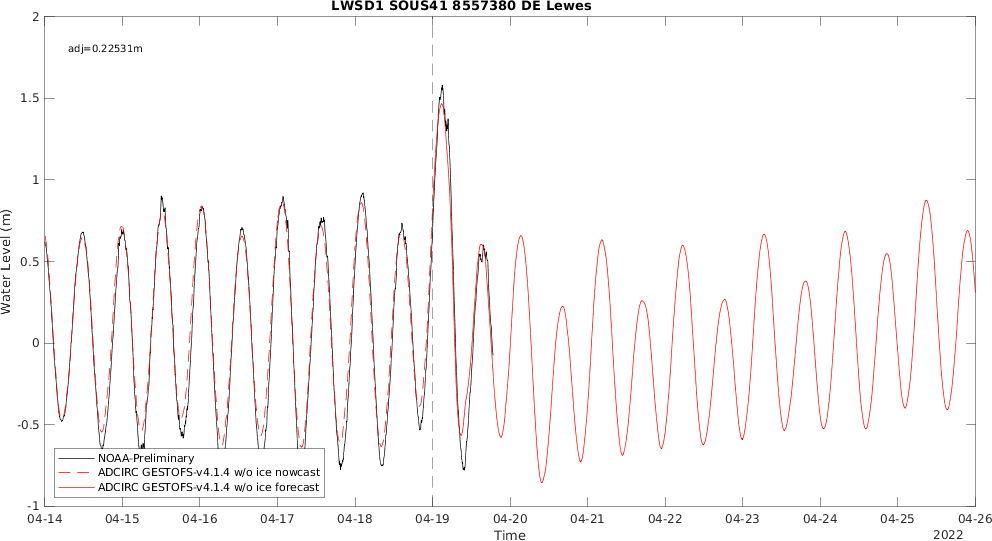 LWSD1 SOUS41 8557380 DE Lewes
adj=0.22531m
Water Level (m)
2
1.5
1
0.5
0
-0.5
-1
NOAA-Preliminary
ADCIRC GESTOFS-v4.1.4 w/o ice nowcast
ADCIRC GESTOFS-v4.1.4 w/o ice forecast
04-14 04-15 04-16 04-17 04-18 04-19 04-20 04-21 04-22 04-23 04-24 04-25 04-26
Time
2022